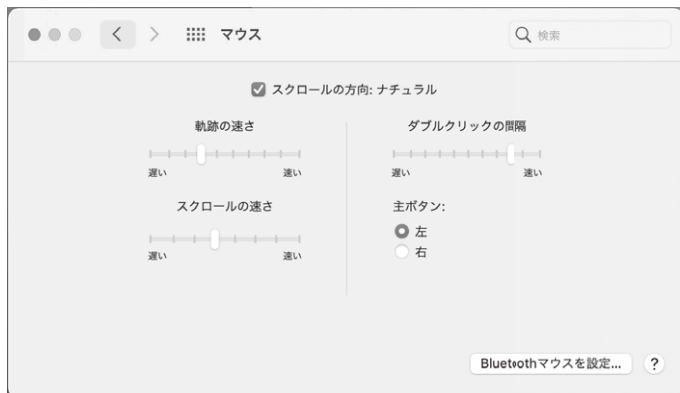 マウス
検索
スクロールの方向: ナチュラル
軌跡の速さ
遅い
速い
スクロールの速さ
遅い
速い
ダブルクリックの間隔
遅い
速い
主ボタン:
左
右
Bluetoothマウスを設定...
?